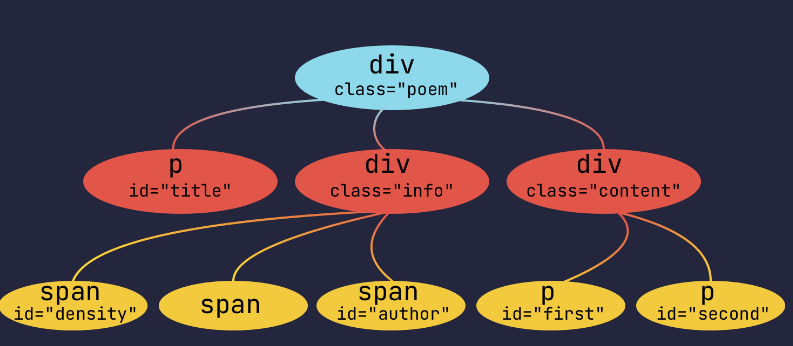 div
class="poem"
p
id="title"
div
class="info"
div
class="content"
span
id="density"
span
span
id="author"
p
id="first"
p
id="second"